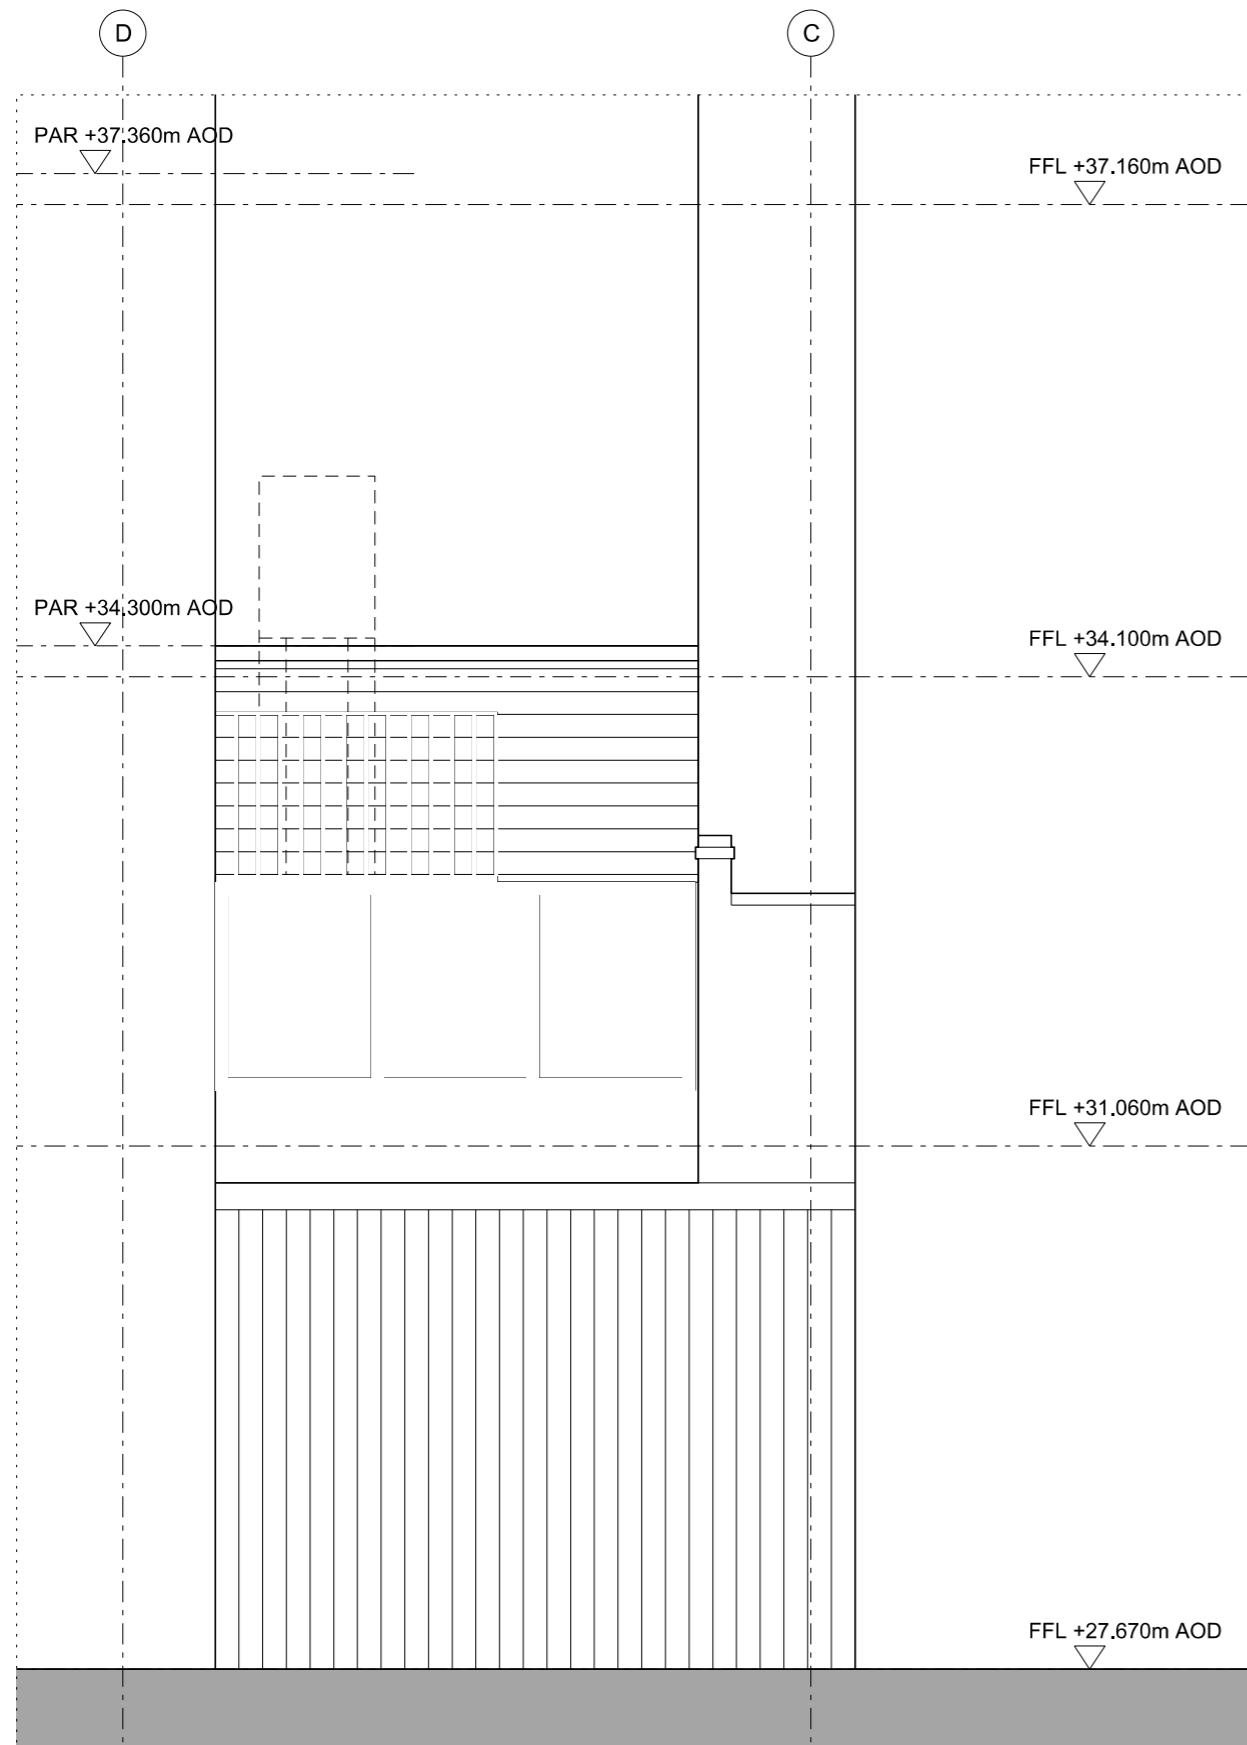 D
C
PAR +37.360m AOD
FFL +37.160m AOD
PAR +34.300m AOD
FFL +34.100m AOD
FFL +31.060m AOD
FFL +27.670m AOD